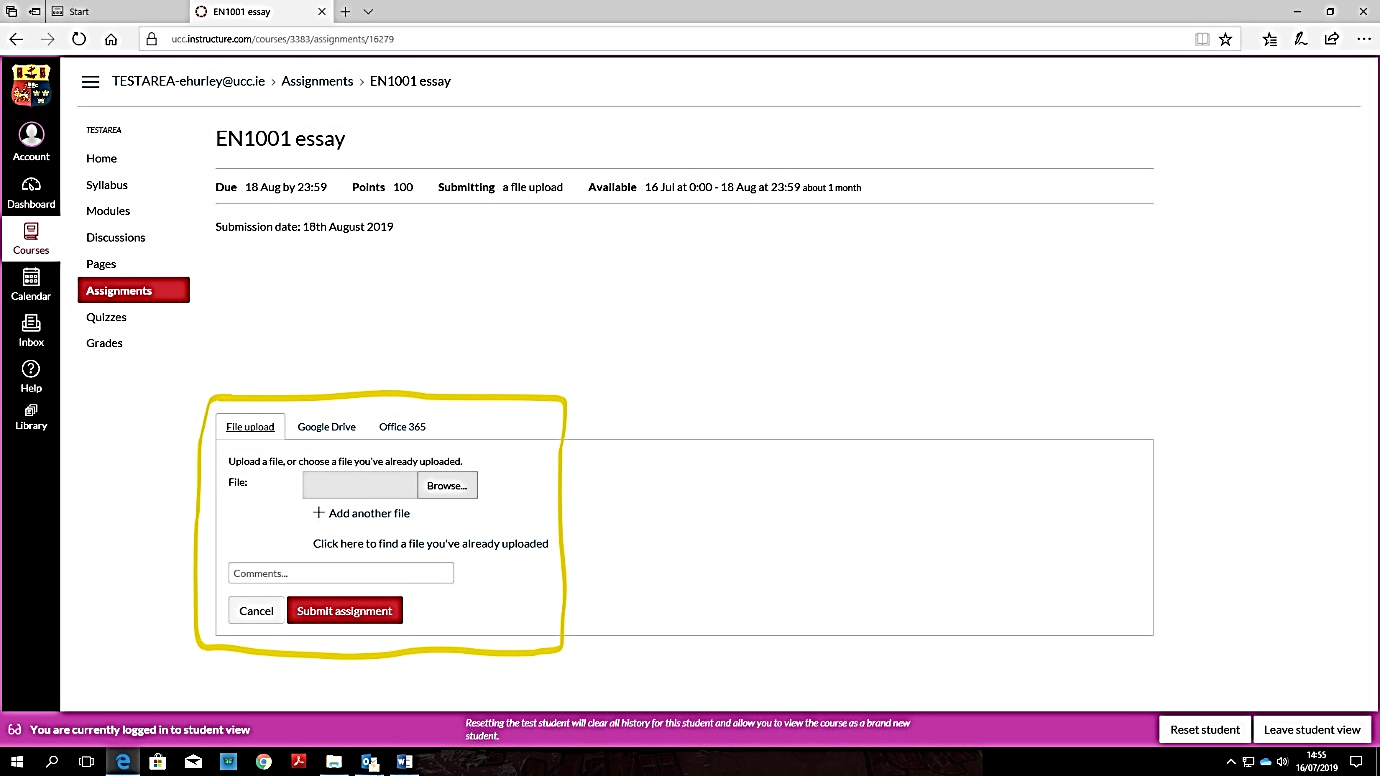 Start
EN1001 essay
ucc.instructure.com/courses/3383/assignments/16279
TESTAREA-ehurley@ucc.ie > Assignments > EN1001 essay
Account
Dashboard
Courses
Calendar
Inbox
Help
Library
TESTAREA
Home
Syllabus
Modules
Discussions
Pages
Assignments
Quizzes
Grades
EN1001 essay
Due 18 Aug by 23:59 Points 100 Submitting a file upload Available 16 Jul at 0:00 - 18 Aug at 23:59 about 1 month
Submission date: 18th August 2019
File upload Google Drive Office 365
Upload a file, or choose a file you've already uploaded.
File: Browse...
+ Add another file
Click here to find a file you've already uploaded
Comments...
Cancel Submit assignment
You are currently logged in to student view
Resetting the test student will clear all history for this student and allow you to view the course as a brand new
student.
Reset student Leave student view
14:55
16/07/2019